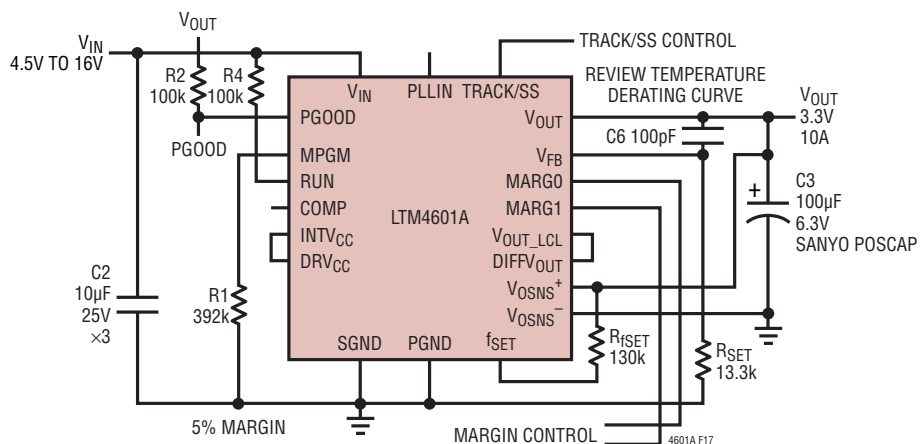 VOUT
VIN
4.5V TO 16V
R2
100k
R4
100k
PGOOD
TRACK/SS CONTROL
REVIEW TEMPERATURE
DERATING CURVE
VIN
PLLIN
TRACK/SS
PGOOD
MPGM
RUN
COMP
INTVCC
DRVCC
LTM4601A
VOUT
VFB
MARG0
MARG1
VOUT_LCL
DIFFVOUT
VOSNS+
VOSNS–
SGND
PGND
fSET
C6 100pF
VOUT
3.3V
10A
C3
100µF
6.3V
SANYO POSCAP
+
C2
10µF
25V
×3
R1
392k
RfSET
130k
RSET
13.3k
5% MARGIN
MARGIN CONTROL
4601A F17